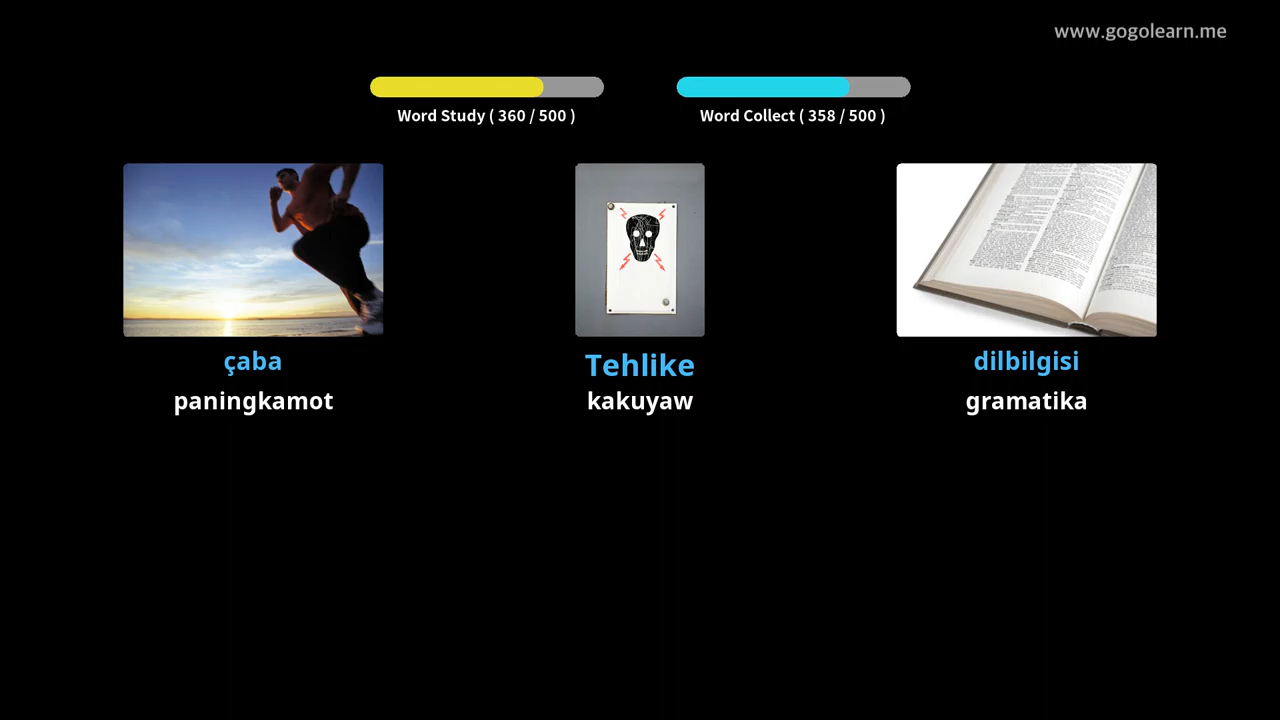 www.gogolearn.me
Word Study ( 360 / 500 )
Word Collect ( 358 / 500 )
çaba
paningkamot
Tehlike
kakuyaw
dilbilgisi
gramatika